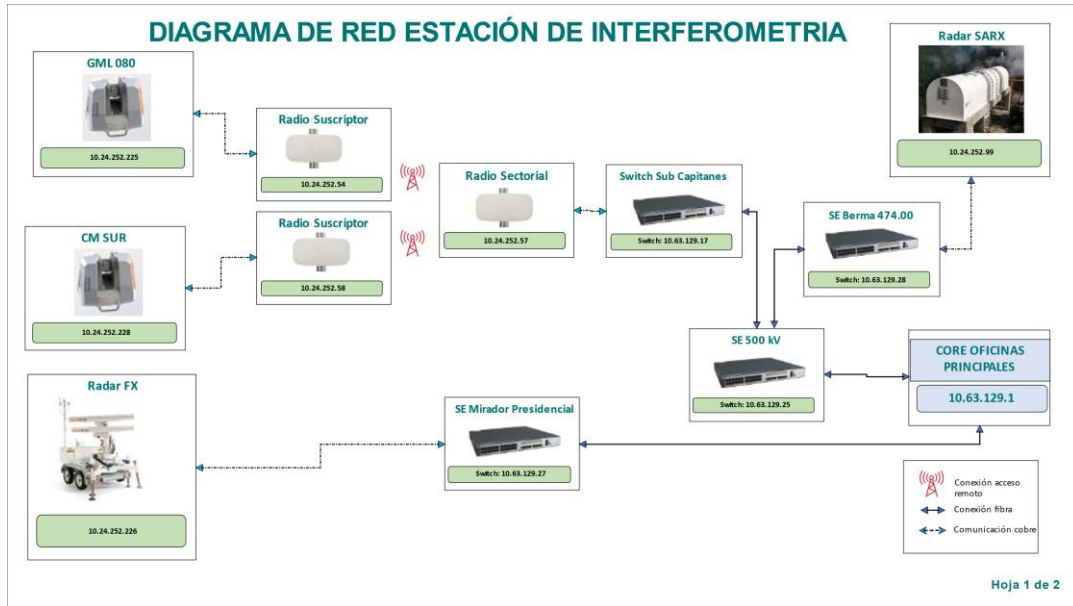 DIAGRAMA DE RED ESTACIÓN DE INTERFEROMETRIA
GML 080
10.24.252.225
Radio Suscriptor
10.24.252.54
Radio Suscriptor
10.24.252.58
CM SUR
10.24.252.228
Radio Sectorial
10.24.252.57
Switch Sub Capitanes
Switch: 10.63.129.17
Radar SARX
10.24.252.99
SE Berma 474.00
Switch: 10.63.129.28
SE 500 kV
Switch: 10.63.129.25
CORE OFICINAS
PRINCIPALES
10.63.129.1
Radar FX
10.24.252.226
SE Mirador Presidencial
Switch: 10.63.129.27
Conexión acceso
remoto
Conexión fibra
Comunicación cobre
Hoja 1 de 2